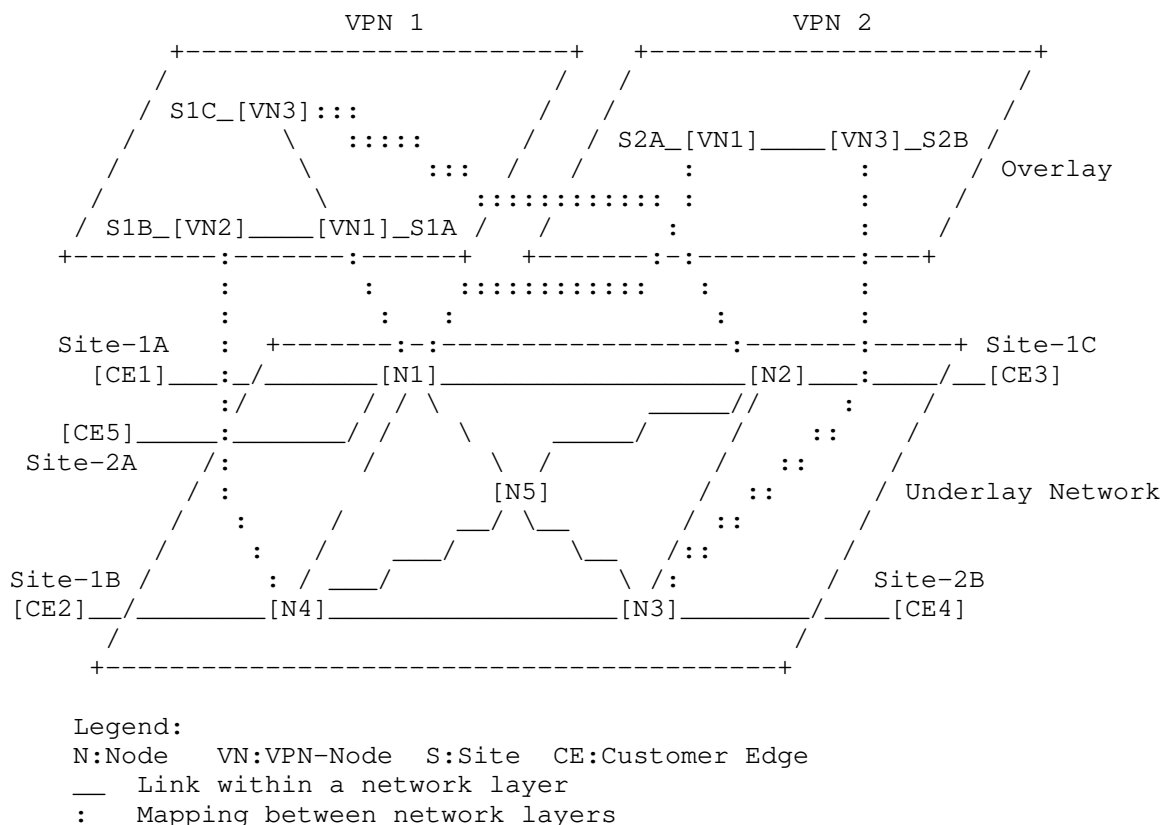 VPN 1 VPN 2
S1C_[VN3]
S2A_[VN1]____[VN3]_S2B
Overlay
S1B_[VN2]____[VN1]_S1A
Site-1A Site-1C
[CE1] [N1] [N2] [CE3]
[CE5]
Site-2A
[N5] Underlay Network
Site-1B Site-2B
[CE2] [N4] [N3] [CE4]
Legend:
N:Node VN:VPN-Node S:Site CE:Customer Edge
__ Link within a network layer
: Mapping between network layers